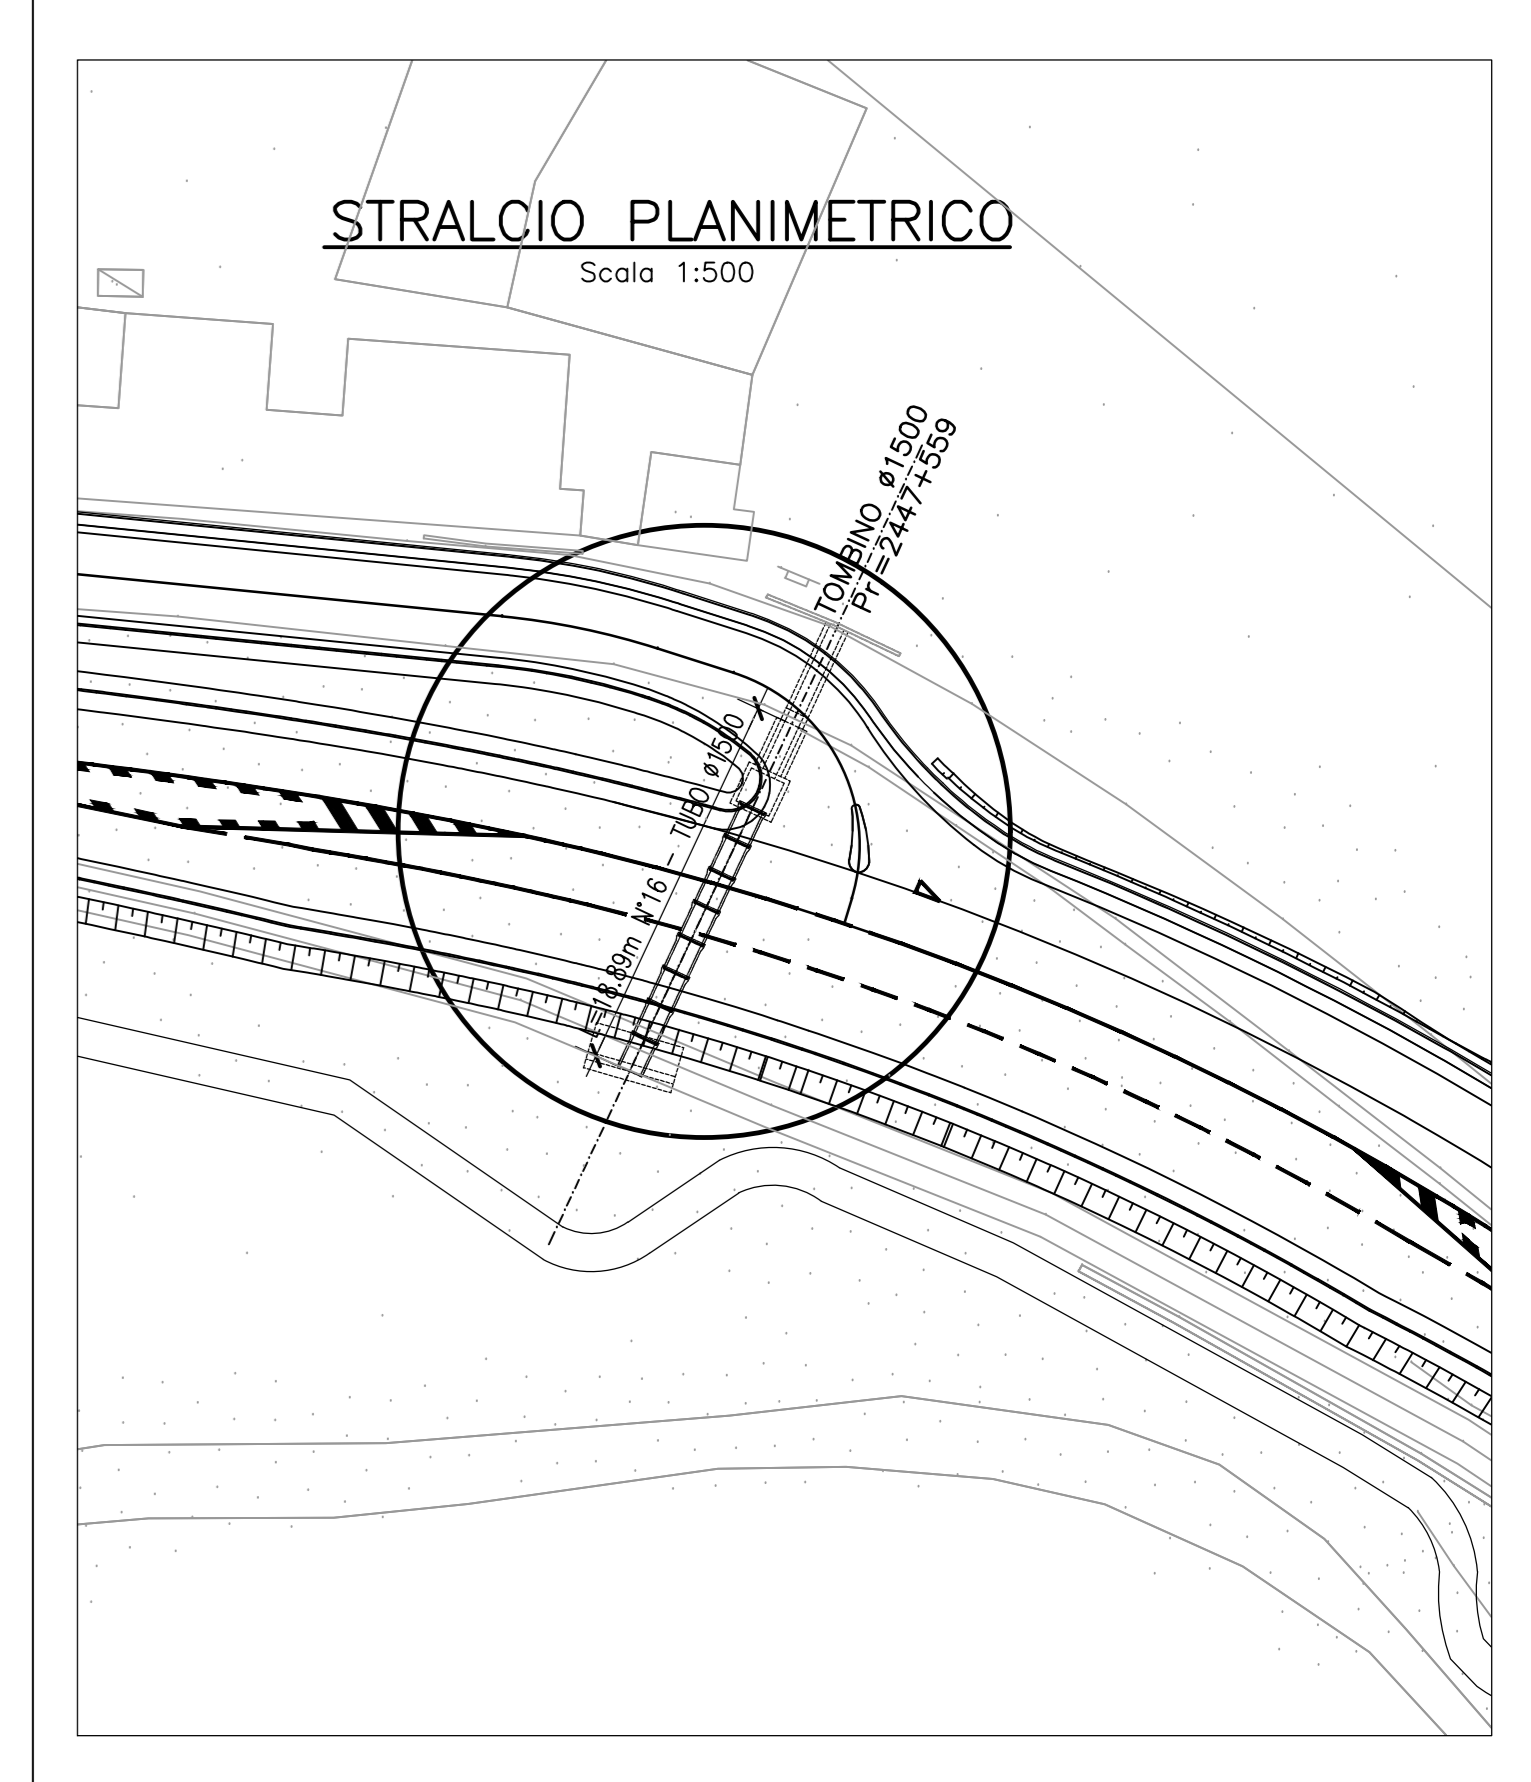 STRALCIO PLANIMETRICO
Scala 1:500
TOMBINO ø1500
Pr.=2447+559
L=18.89m N°16 - TUBO ø1500